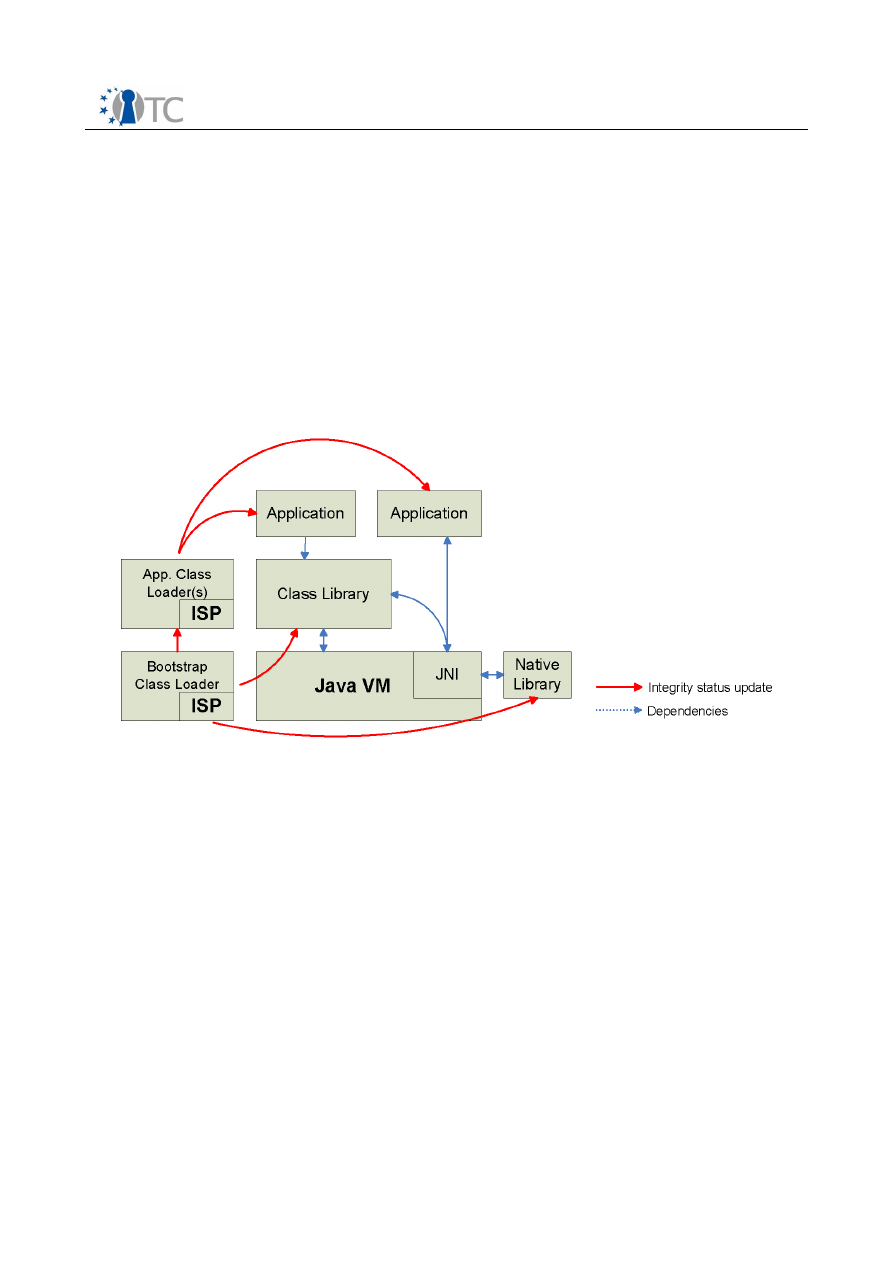 TC
Application
Application
App. Class
Loader(s)
ISP
Class Library
Bootstrap
Class Loader
ISP
Java VM
JNI
Native
Library
Integrity status update
Dependencies